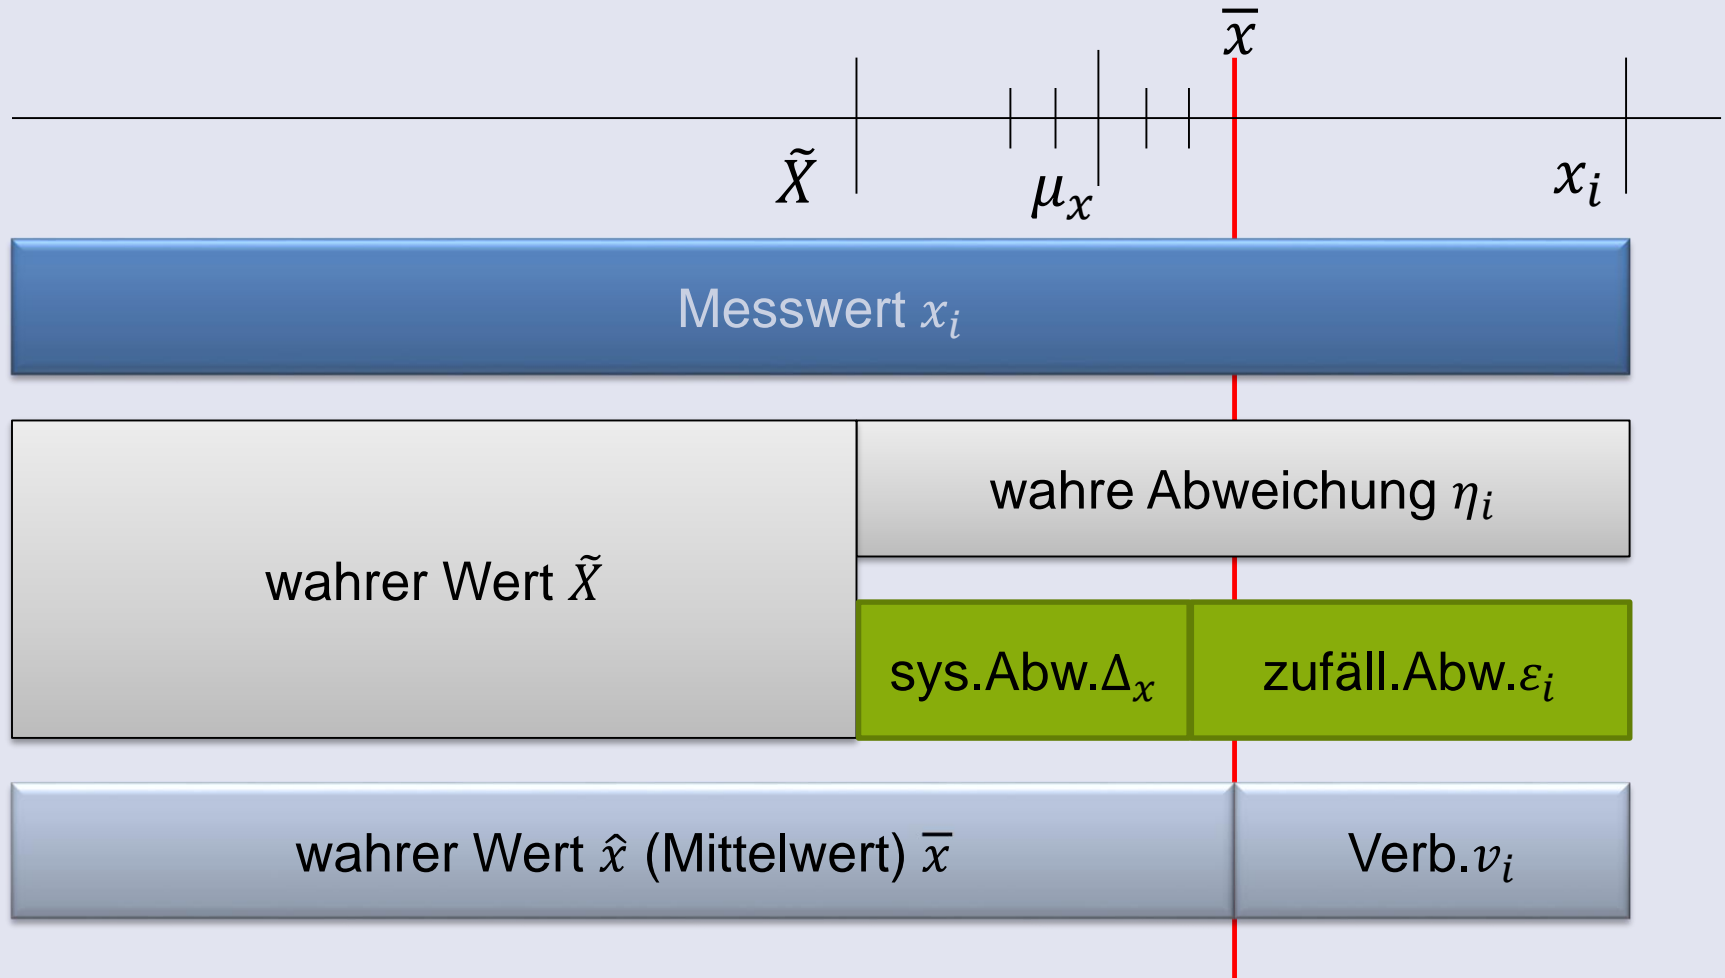 x̅
X̃
μₓ
xᵢ
Messwert xᵢ
wahre Abweichung ηᵢ
wahrer Wert X̃
sys.Abw.Δₓ
zufäll.Abw.εᵢ
wahrer Wert x̂ (Mittelwert) x̅
Verb.vᵢ